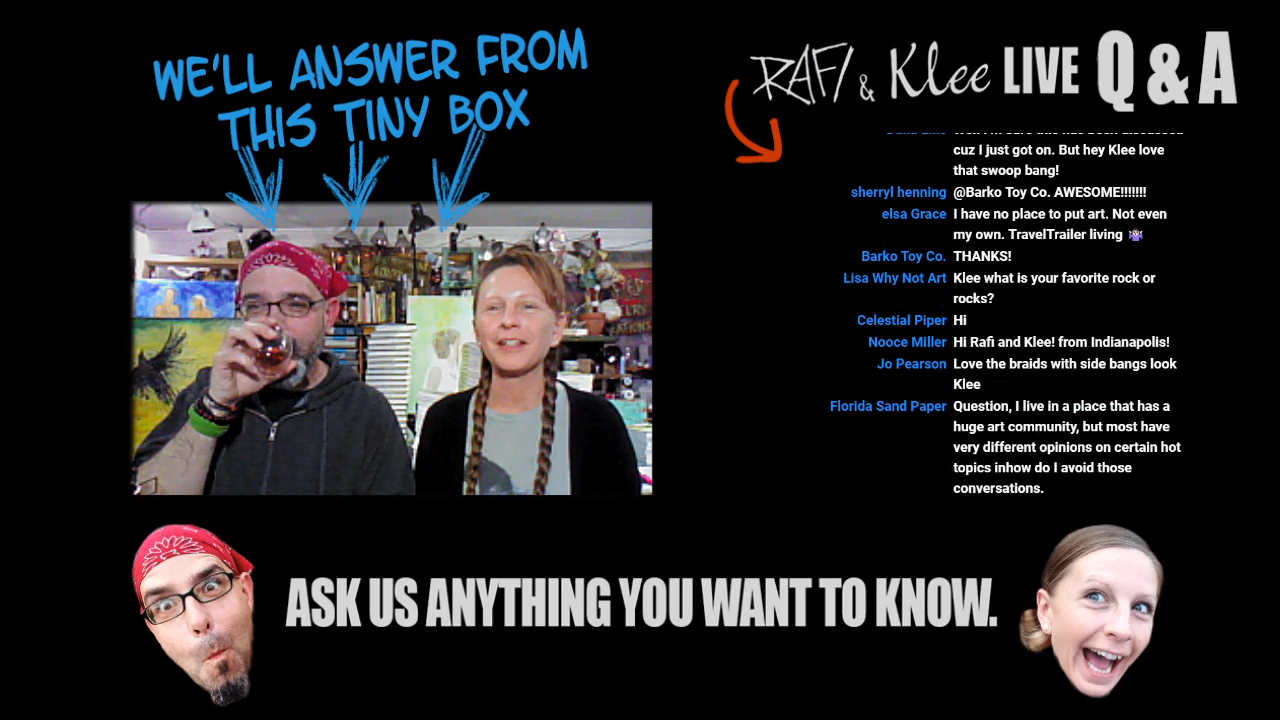 WE'LL ANSWER FROM
THIS TINY BOX
RAFI & Klee LIVE Q & A
cuz I just got on. But hey Klee love
that swoop bang!
sherryl henning @Barko Toy Co. AWESOME!!!!!!!
elsa Grace I have no place to put art. Not even
my own. TravelTrailer living 🤷🏻‍♀️
Barko Toy Co. THANKS!
Lisa Why Not Art Klee what is your favorite rock or
rocks?
Celestial Piper Hi
Nooce Miller Hi Rafi and Klee! from Indianapolis!
Jo Pearson Love the braids with side bangs look
Klee
Florida Sand Paper Question, I live in a place that has a
huge art community, but most have
very different opinions on certain hot
topics inhow do I avoid those
conversations.
ASK US ANYTHING YOU WANT TO KNOW.